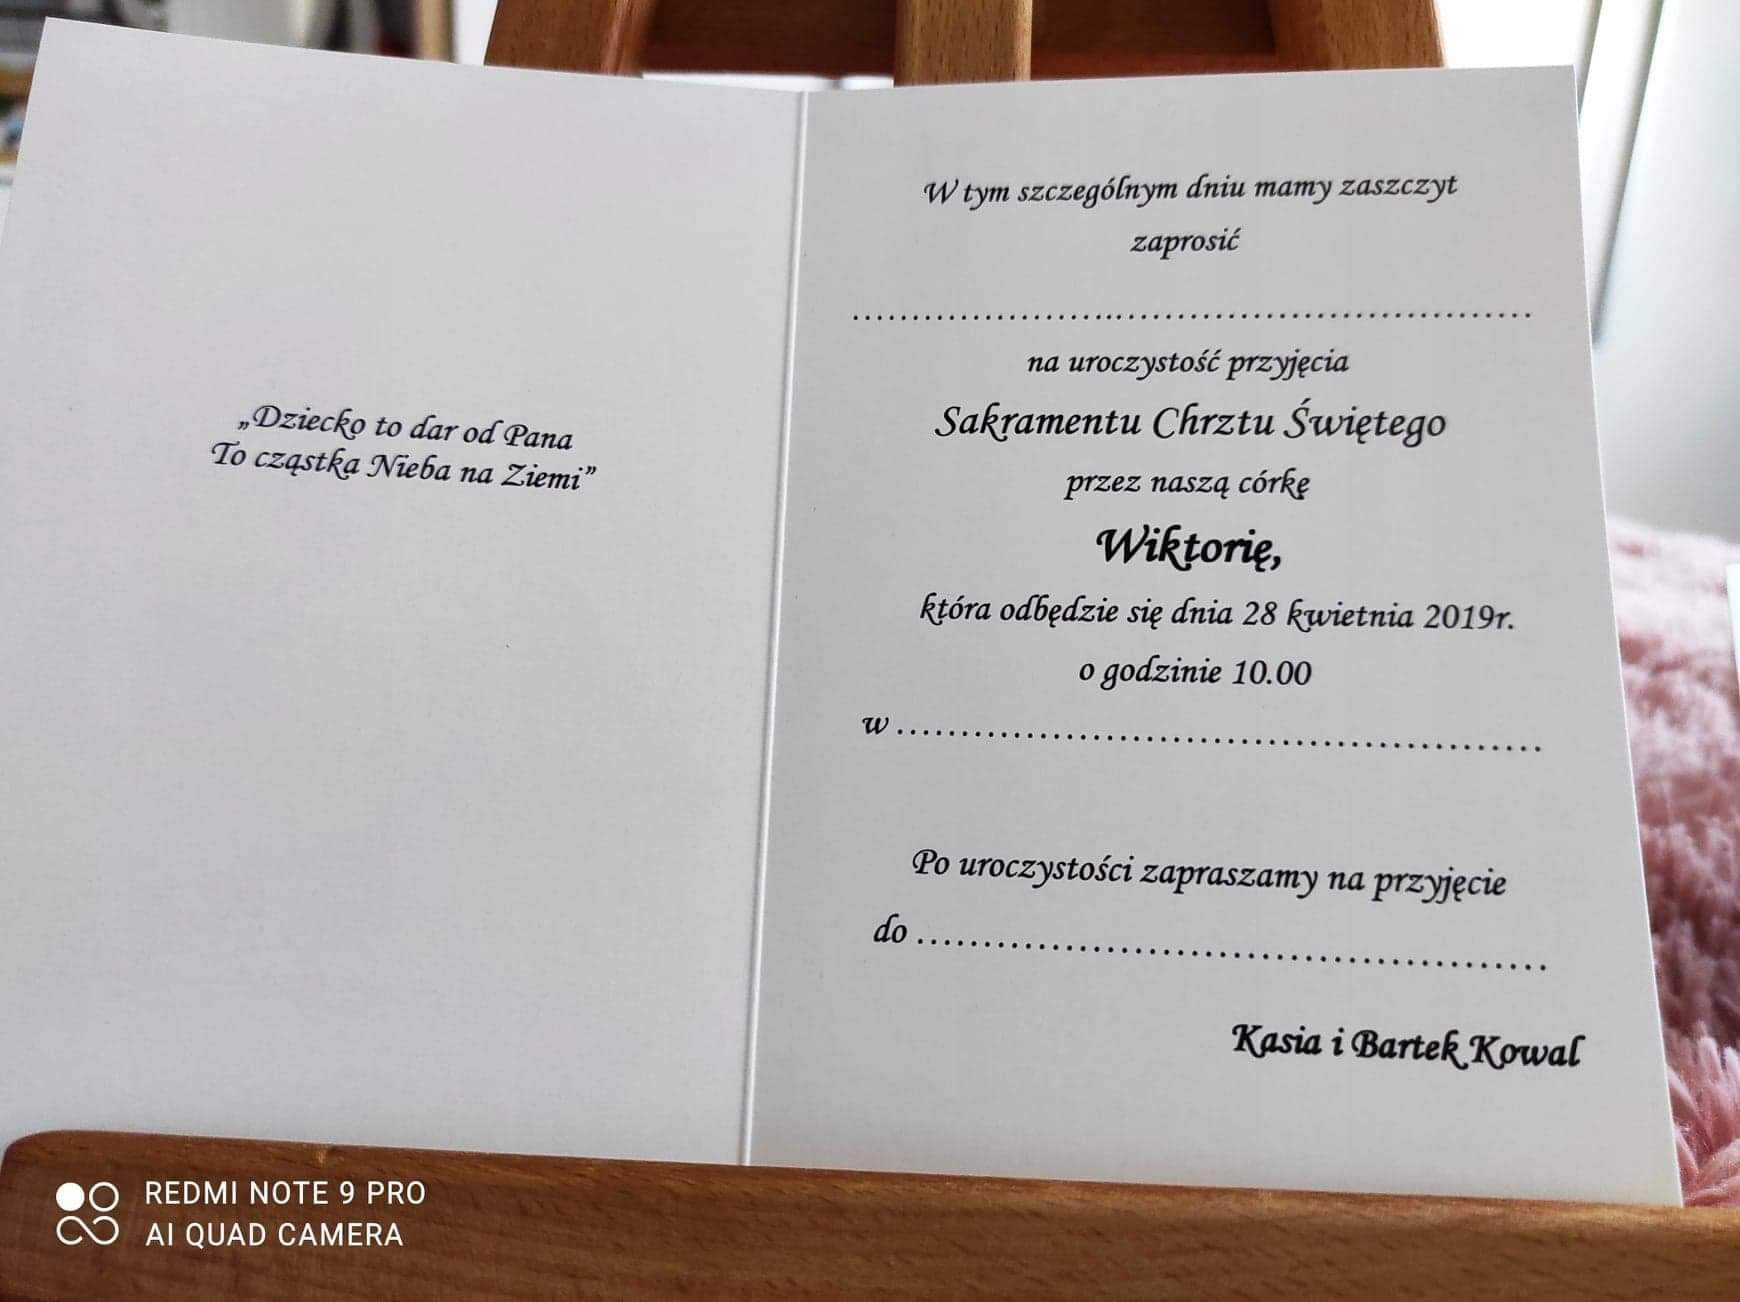 „Dziecko to dar od Pana
To cząstka Nieba na Ziemi”
W tym szczególnym dniu mamy zaszczyt
zaprosić
........................................................
na uroczystość przyjęcia
Sakramentu Chrztu Świętego
przez naszą córkę
Wiktorię,
która odbędzie się dnia 28 kwietnia 2019r.
o godzinie 10.00
w ..................................................
Po uroczystości zapraszamy na przyjęcie
do ................................................
Kasia i Bartek Kowal
REDMI NOTE 9 PRO
AI QUAD CAMERA